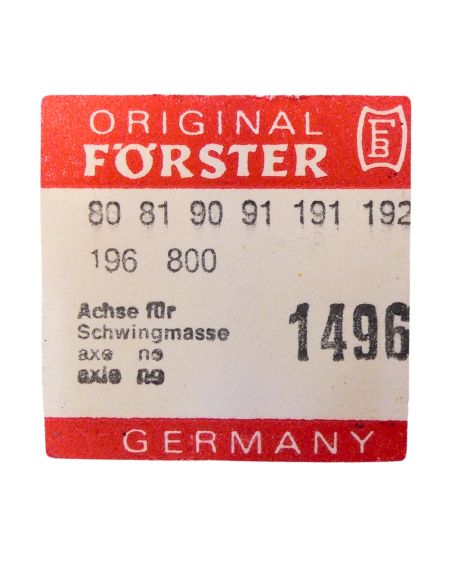 ORIGINAL
FÖRSTER
FB
80 81 90 91 191 192
196 800
Achse für
Schwingmasse
1496
axe no
axle no
GERMANY